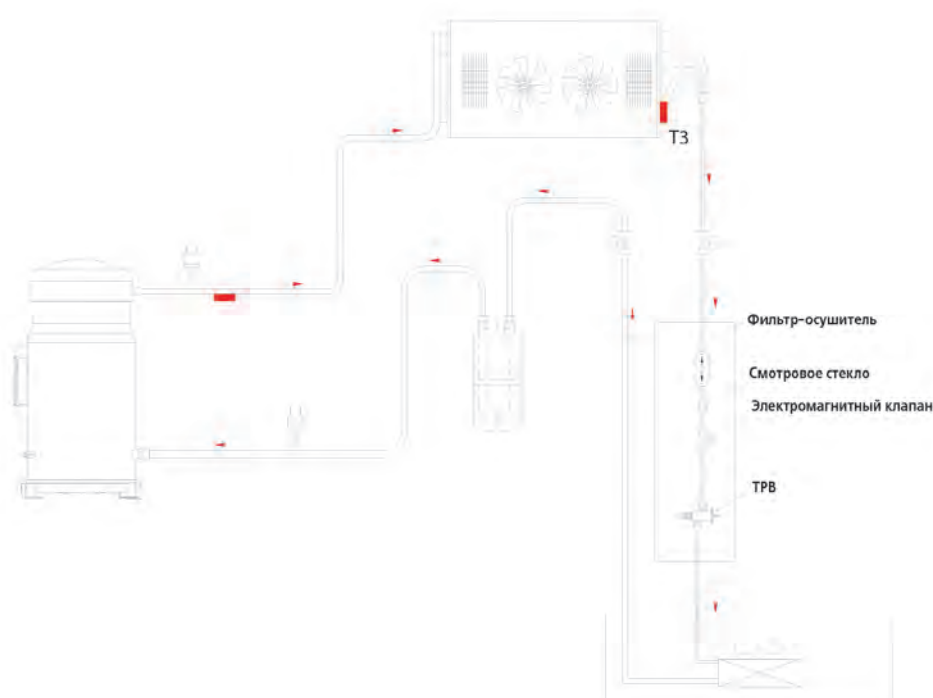 Т3
Фильтр-осушитель
Смотровое стекло
Электромагнитный клапан
ТРВ